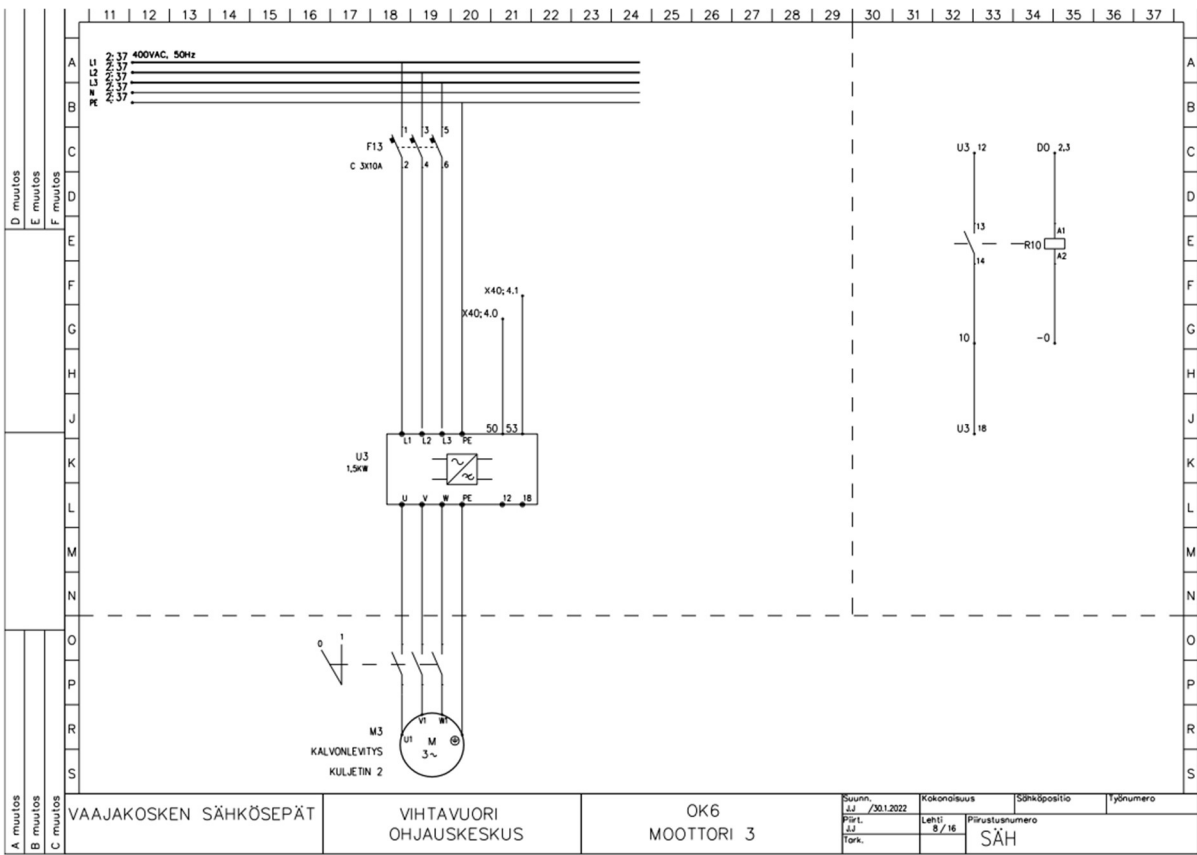 11 12 13 14 15 16 17 18 19 20 21 22 23 24 25 26 27 28 29 30 31 32 33 34 35 36 37
A A
B B
C C
D D
E E
F F
G G
H H
J J
K K
L L
M M
N N
O O
P P
R R
S S
L1 2;37 400VAC, 50Hz
L2 2;37
L3 2;37
N 2;37
PE 2;37
F13
C 3X10A
1 3 5
2 4 6
X40;4.1
X40;4.0
50 53
L1 L2 L3 PE
U3
1,5KW
U V W PE 12 18
0 1
M3
KALVONLEVITYS
KULJETIN 2
U1 V1 W1
M
3~
U3 12
DO 2,3
13
14
R10
A1
A2
10
-0
U3 18
D muutos
E muutos
F muutos
A muutos
B muutos
C muutos
VAAJAKOSKEN SÄHKÖSEPÄT
VIHTAVUORI
OHJAUSKESKUS
OK6
MOOTTORI 3
Suunn.
J.J /30.1.2022
Piirt.
J.J
Tark.
Kokonaisuus
Sähköpositio
Työnumero
Lehti
8/16
Piirustusnumero
SÄH